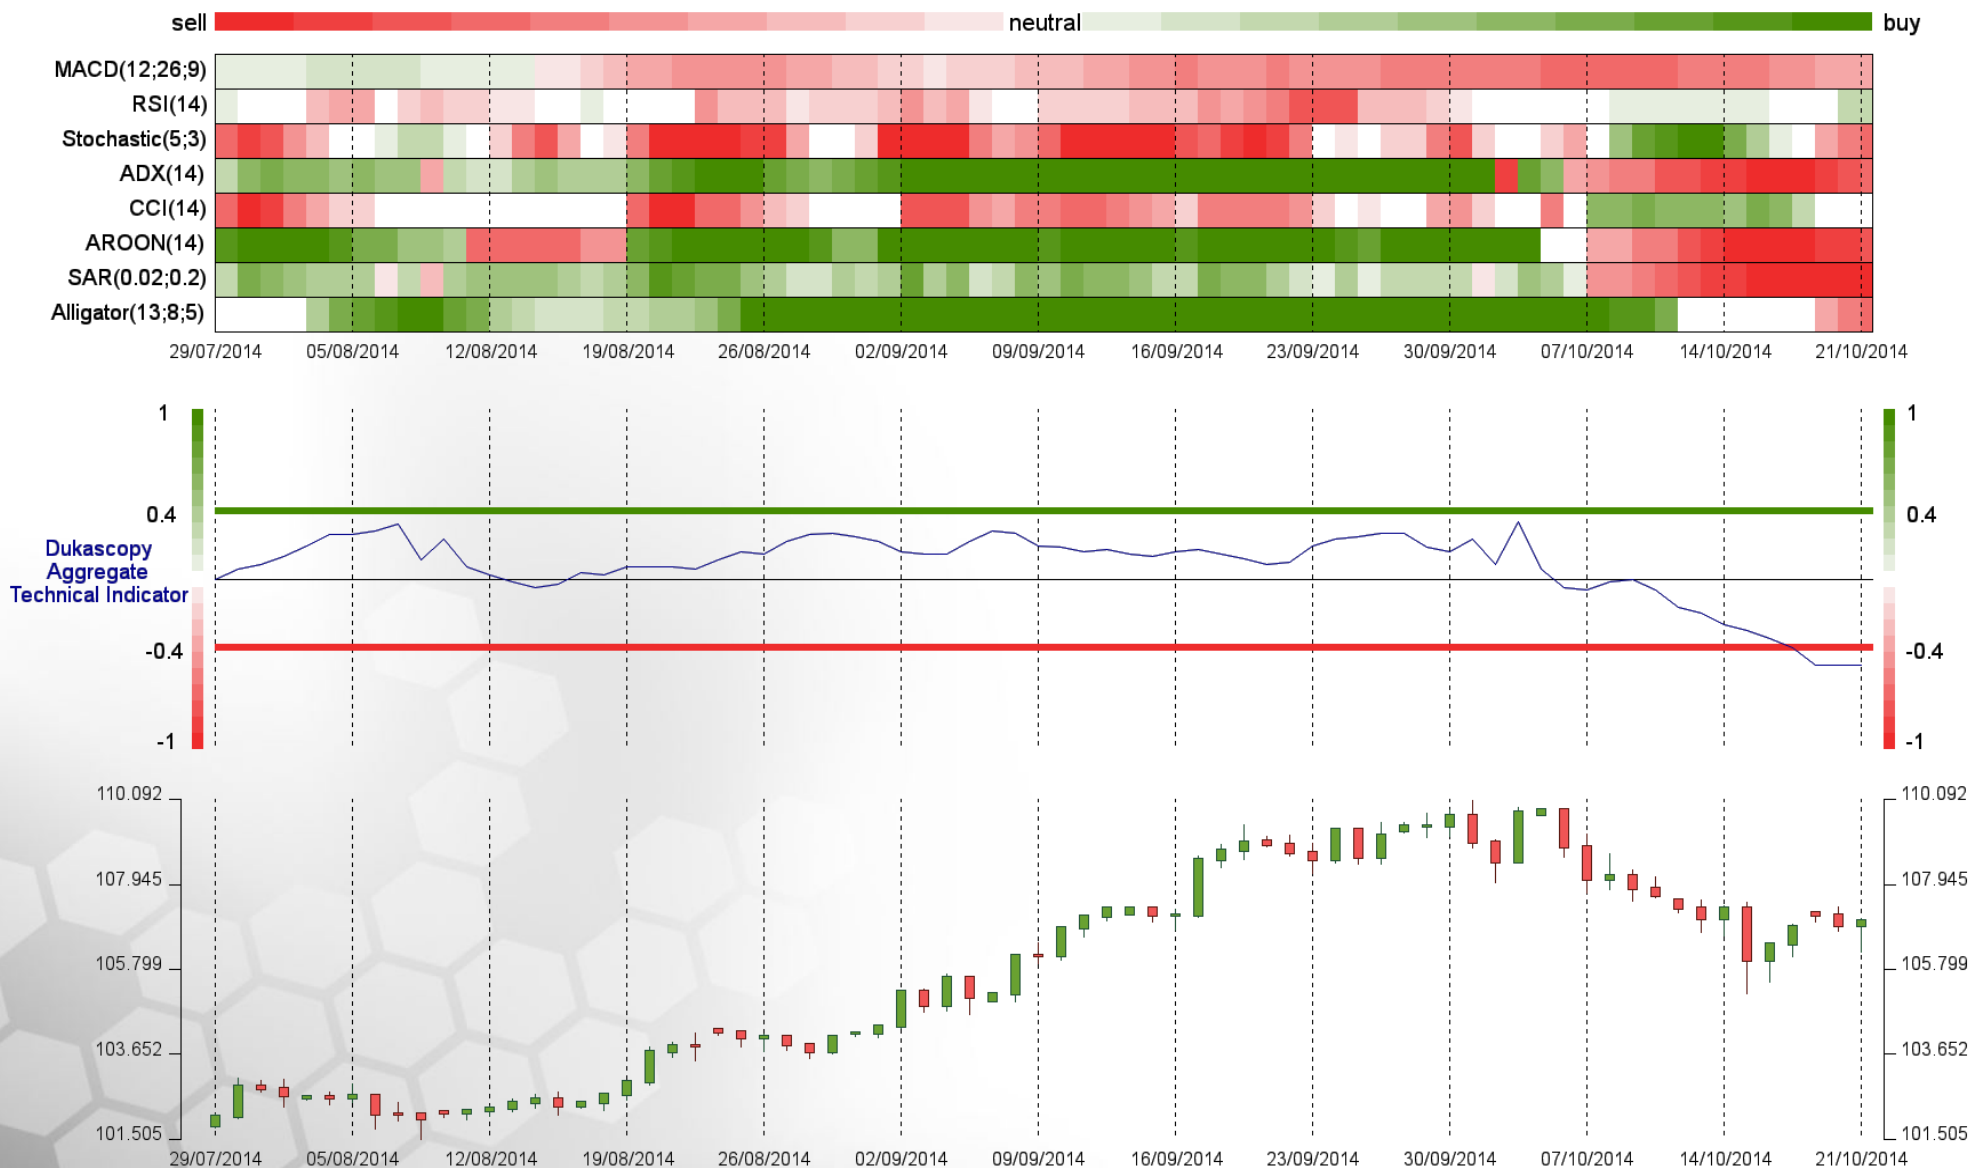 sell neutral buy
MACD(12;26;9)
RSI(14)
Stochastic(5;3)
ADX(14)
CCI(14)
AROON(14)
SAR(0.02;0.2)
Alligator(13;8;5)
29/07/2014 05/08/2014 12/08/2014 19/08/2014 26/08/2014 02/09/2014 09/09/2014 16/09/2014 23/09/2014 30/09/2014 07/10/2014 14/10/2014 21/10/2014
1 1
0.4 0.4
Dukascopy
Aggregate
Technical Indicator
-0.4 -0.4
-1 -1
110.092 110.092
107.945 107.945
105.799 105.799
103.652 103.652
101.505 101.505
29/07/2014 05/08/2014 12/08/2014 19/08/2014 26/08/2014 02/09/2014 09/09/2014 16/09/2014 23/09/2014 30/09/2014 07/10/2014 14/10/2014 21/10/2014